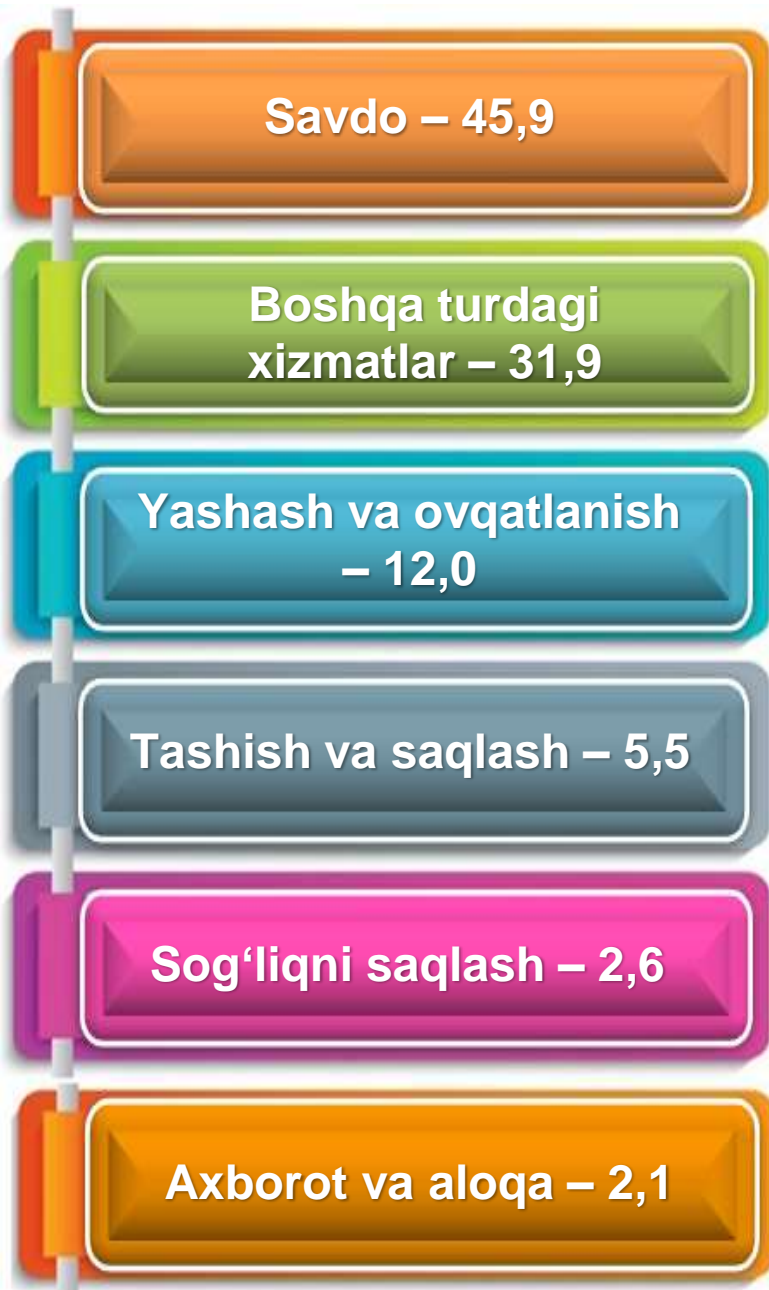 Savdo – 45,9
Boshqa turdagi
xizmatlar – 31,9
Yashash va ovqatlanish
– 12,0
Tashish va saqlash – 5,5
Sog‘liqni saqlash – 2,6
Axborot va aloqa – 2,1